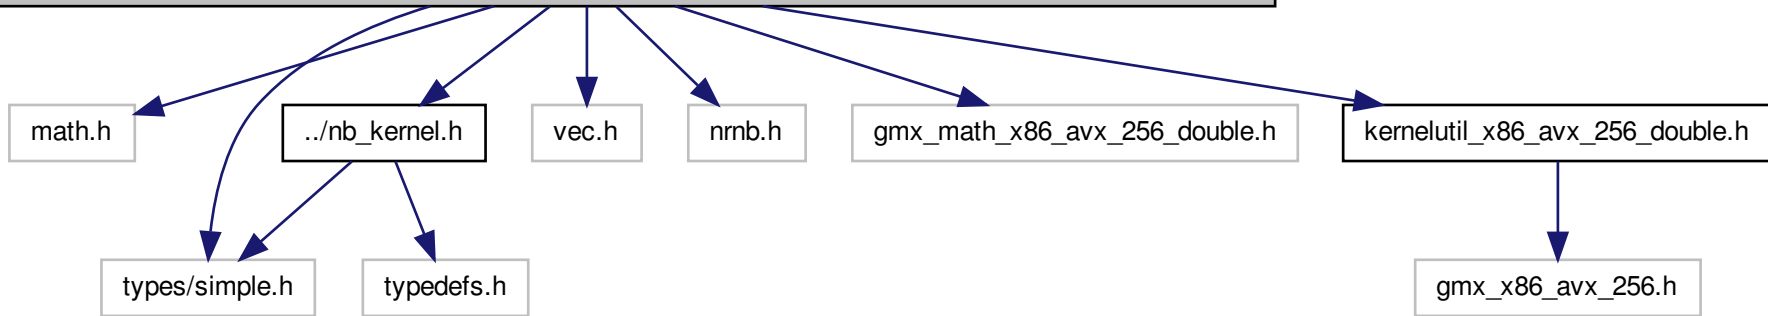 math.h
../nb_kernel.h
vec.h
nrnb.h
gmx_math_x86_avx_256_double.h
kernelutil_x86_avx_256_double.h
types/simple.h
typedefs.h
gmx_x86_avx_256.h